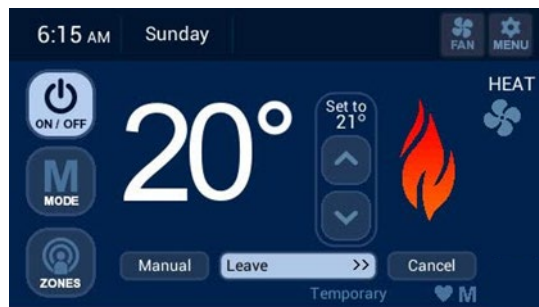 6:15 AM Sunday
FAN MENU
HEAT
ON / OFF
20°
Set to
21°
M
MODE
ZONES
Manual Leave >> Cancel
Temporary M